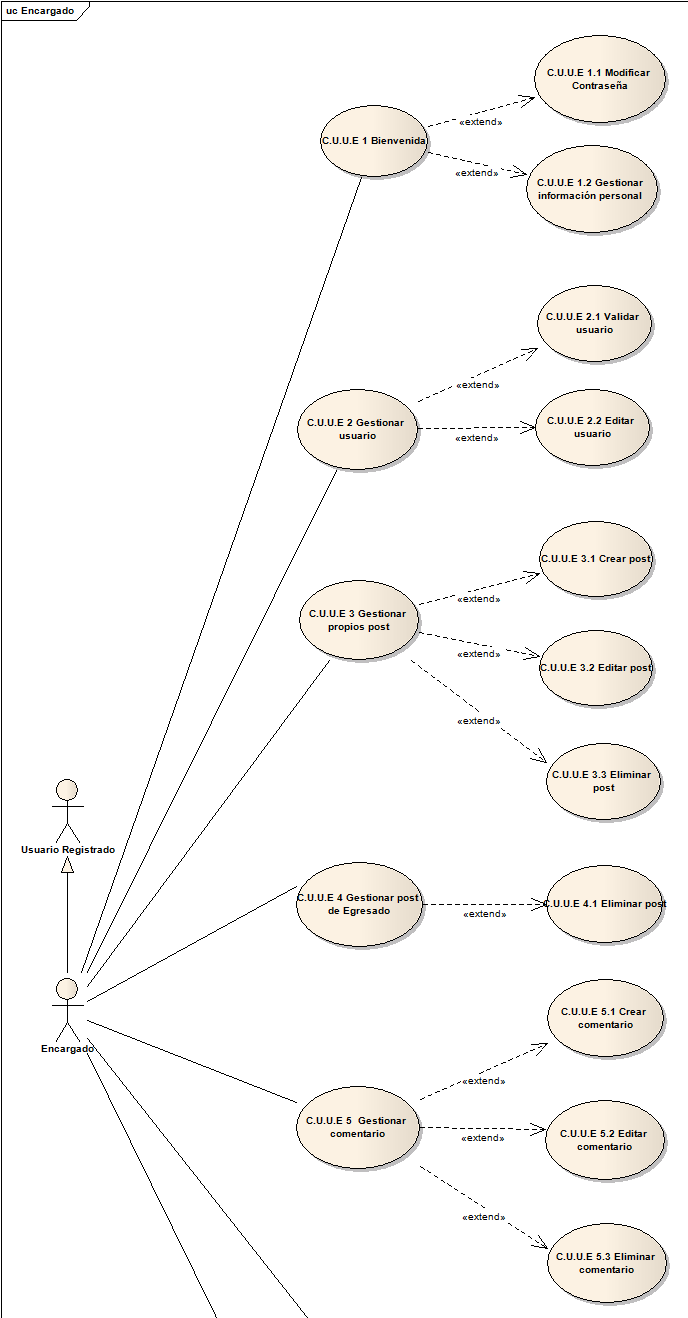 uc Encargado
C.U.U.E 1.1 Modificar
Contraseña
«extend»
C.U.U.E 1 Bienvenida
«extend»
C.U.U.E 1.2 Gestionar
información personal
C.U.U.E 2.1 Validar
usuario
«extend»
C.U.U.E 2 Gestionar
usuario
«extend»
C.U.U.E 2.2 Editar
usuario
C.U.U.E 3.1 Crear post
«extend»
C.U.U.E 3 Gestionar
propios post
«extend»
C.U.U.E 3.2 Editar post
«extend»
C.U.U.E 3.3 Eliminar
post
Usuario Registrado
C.U.U.E 4 Gestionar post
de Egresado
«extend»
C.U.U.E 4.1 Eliminar post
Encargado
C.U.U.E 5.1 Crear
comentario
«extend»
C.U.U.E 5 Gestionar
comentario
«extend»
C.U.U.E 5.2 Editar
comentario
«extend»
C.U.U.E 5.3 Eliminar
comentario